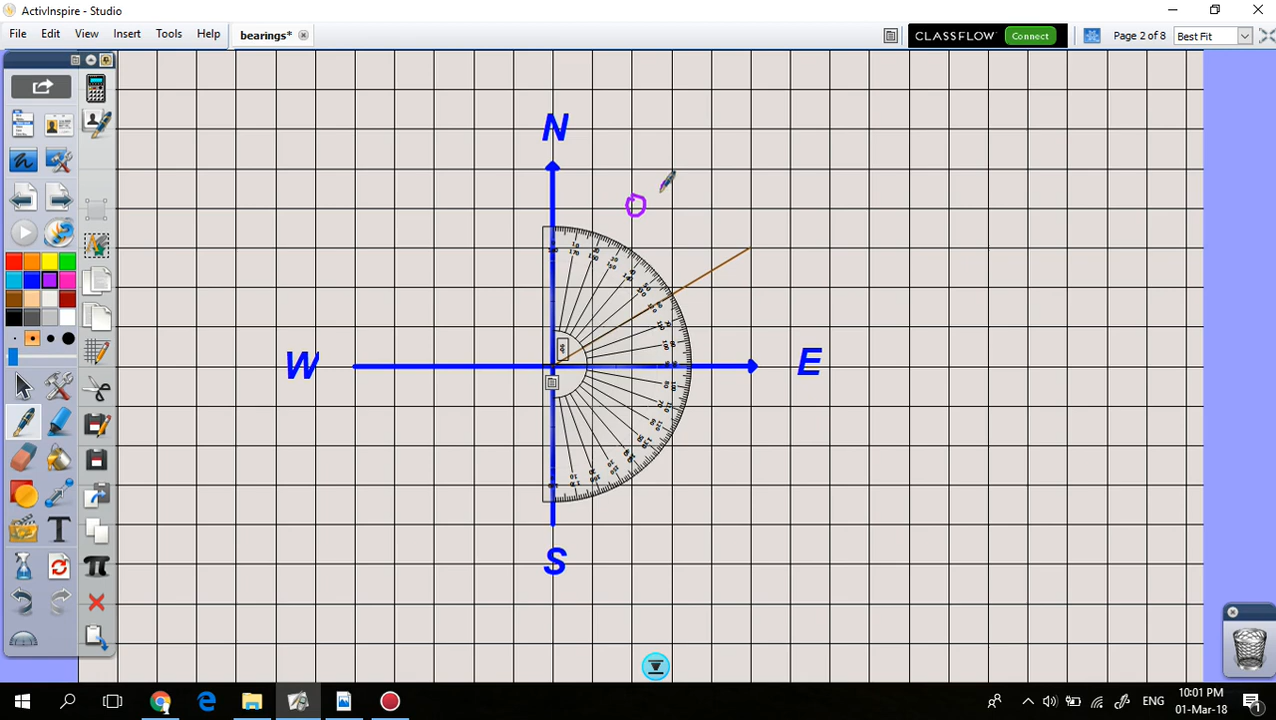 ActivInspire - Studio
File Edit View Insert Tools Help bearings* CLASSFLOW Connect Page 2 of 8 Best Fit
N
W E
S
10:01 PM
ENG
01-Mar-18